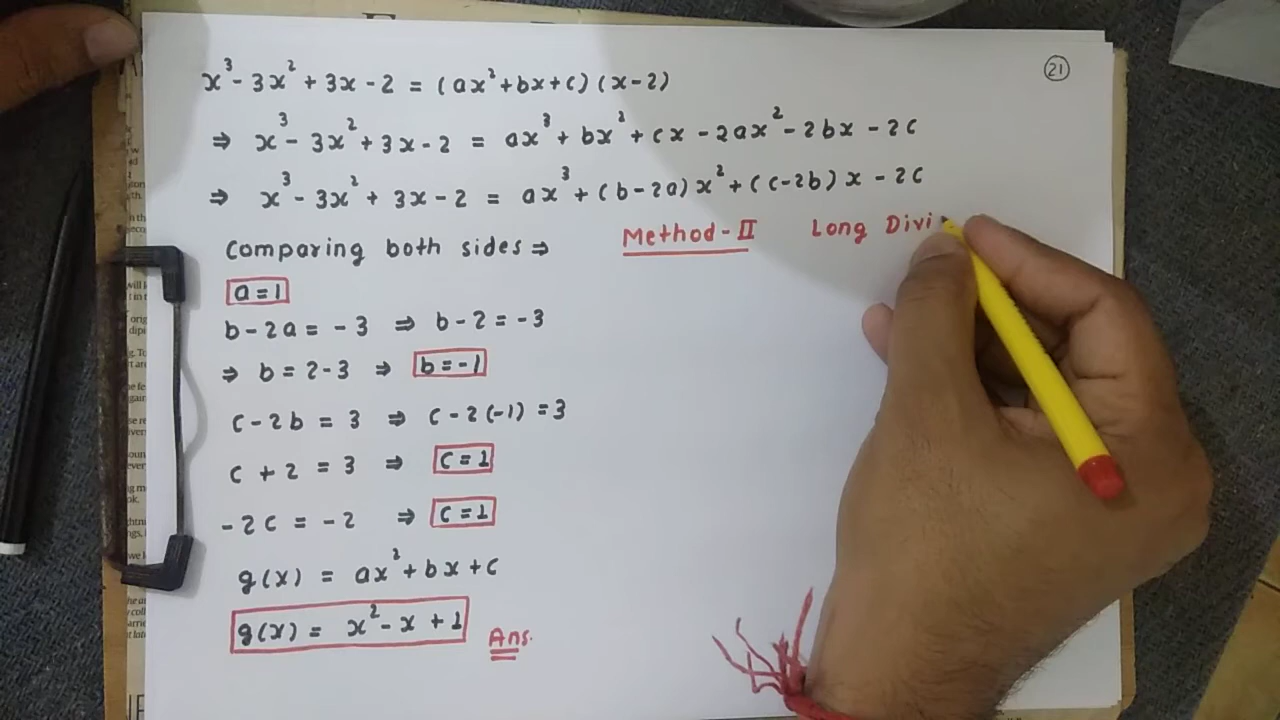 21
x³ - 3x² + 3x - 2 = (ax² + bx + c) (x - 2)
⇒ x³ - 3x² + 3x - 2 = ax³ + bx² + cx - 2ax² - 2bx - 2c
⇒ x³ - 3x² + 3x - 2 = ax³ + (b - 2a) x² + (c - 2b) x - 2c
Comparing both sides ⇒
a = 1
b - 2a = - 3 ⇒ b - 2 = - 3
⇒ b = 2 - 3 ⇒ b = - 1
c - 2b = 3 ⇒ c - 2 (-1) = 3
c + 2 = 3 ⇒ c = 1
- 2c = - 2 ⇒ c = 1
g(x) = ax² + bx + c
g(x) = x² - x + 1 Ans.
Method - II Long Divi